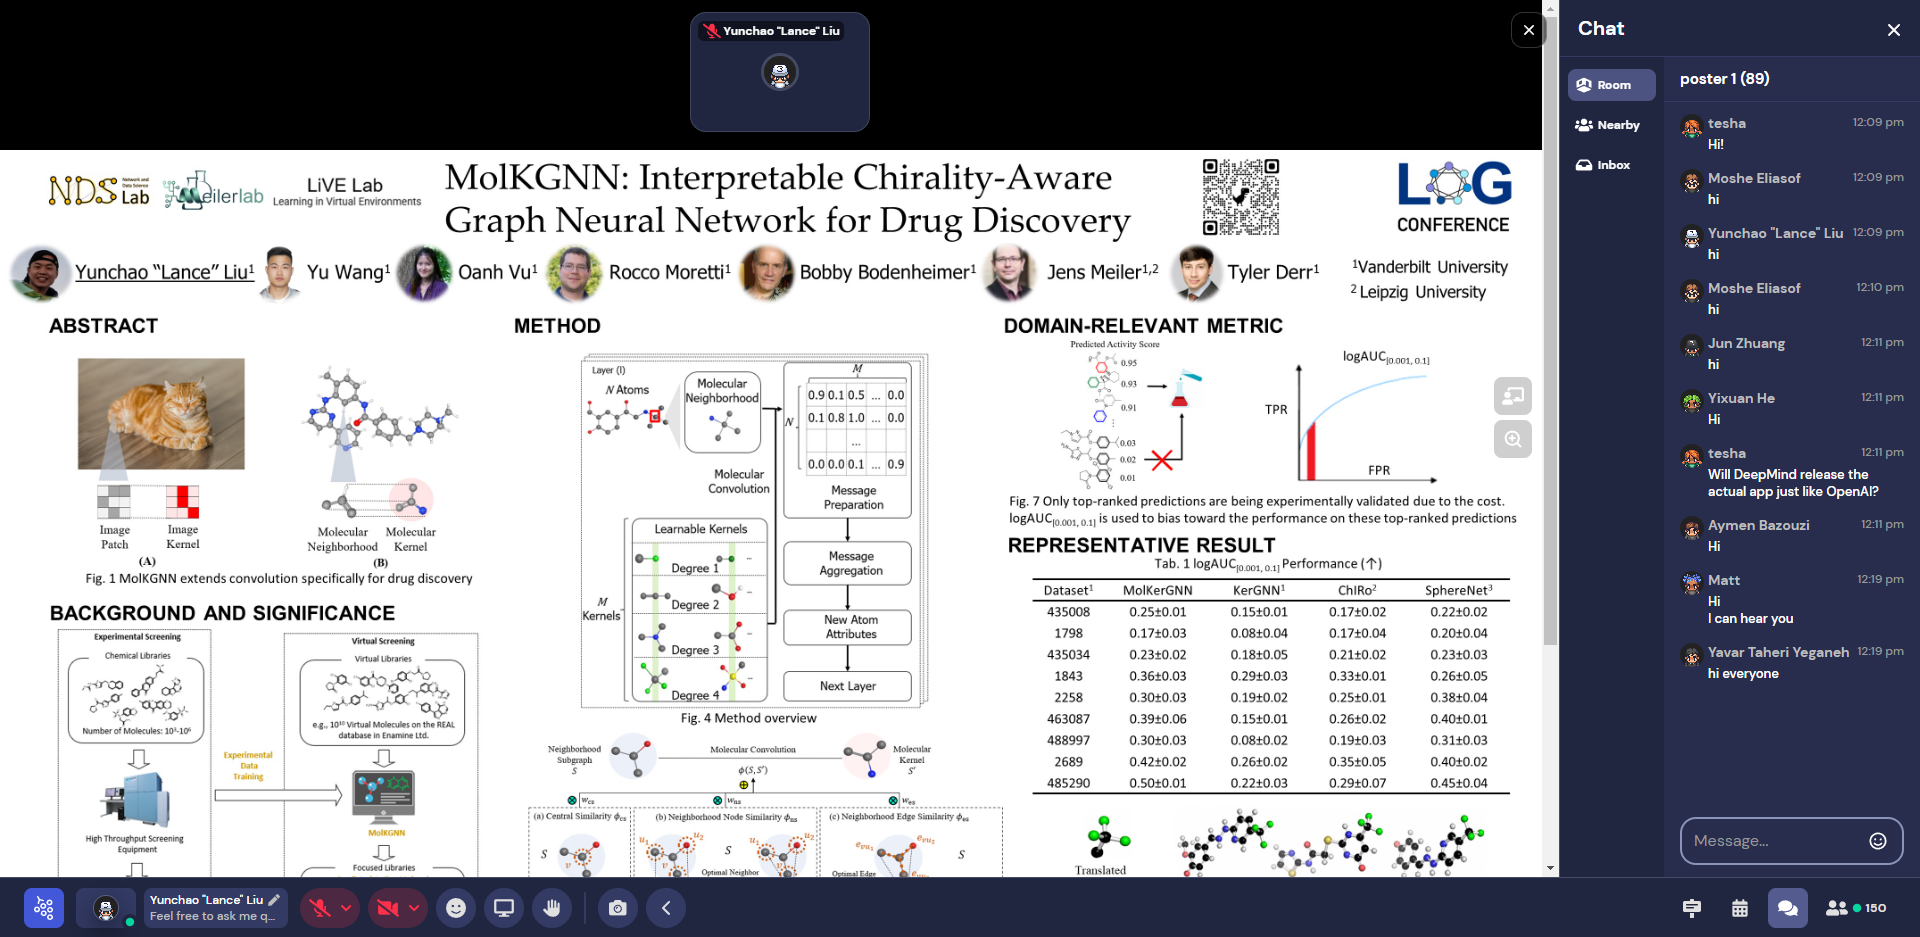 Yunchao "Lance" Liu
NDS Lab
Network and Data Science
Meilerlab
LiVE Lab
Learning in Virtual Environments
MolKGNN: Interpretable Chirality-Aware
Graph Neural Network for Drug Discovery
LOG
CONFERENCE
Yunchao “Lance” Liu¹
Yu Wang¹
Oanh Vu¹
Rocco Moretti¹
Bobby Bodenheimer¹
Jens Meiler¹,²
Tyler Derr¹
¹Vanderbilt University
² Leipzig University
ABSTRACT
Image Patch
Image Kernel
(A)
Molecular Neighborhood
Molecular Kernel
(B)
Fig. 1 MolKGNN extends convolution specifically for drug discovery
BACKGROUND AND SIGNIFICANCE
Experimental Screening
Chemical Libraries
Number of Molecules: 10³-10⁶
High Throughput Screening
Equipment
Experimental
Data
Training
Virtual Screening
Virtual Libraries
e.g., 10¹⁰ Virtual Molecules on the REAL
database in Enamine Ltd.
MolKGNN
Focused Libraries
METHOD
Layer (l)
N Atoms
Molecular
Neighborhood
M
N
0.9 0.1 0.5 ... 0.0
0.1 0.8 1.0 ... 0.0
...
0.0 0.0 0.1 ... 0.9
Molecular
Convolution
Message
Preparation
Learnable Kernels
Degree 1
Degree 2
Degree 3
Degree 4
M
Kernels
Message
Aggregation
New Atom
Attributes
Next Layer
Fig. 4 Method overview
Neighborhood
Subgraph
S
Molecular Convolution
ϕ(S,S′)
Molecular
Kernel
S′
w_cs
w_ns
w_es
(a) Central Similarity ϕ_cs
(b) Neighborhood Node Similarity ϕ_ns
(c) Neighborhood Edge Similarity ϕ_es
S
v
u₁
u₂
S
u₁
u₂
Optimal Neighbor
e_vu₁
e_vu₂
S
Optimal Edge
DOMAIN-RELEVANT METRIC
Predicted Activity Score
0.95
0.93
0.91
0.03
0.02
0.01
logAUC[0.001, 0.1]
TPR
FPR
Fig. 7 Only top-ranked predictions are being experimentally validated due to the cost.
logAUC[0.001, 0.1] is used to bias toward the performance on these top-ranked predictions
REPRESENTATIVE RESULT
Tab. 1 logAUC[0.001, 0.1] Performance (↑)
Dataset¹ MolKerGNN KerGNN¹ ChIRo² SphereNet³
435008 0.25±0.01 0.15±0.01 0.17±0.02 0.22±0.02
1798 0.17±0.03 0.08±0.04 0.17±0.04 0.20±0.04
435034 0.23±0.02 0.18±0.05 0.21±0.02 0.23±0.03
1843 0.36±0.03 0.29±0.03 0.33±0.01 0.26±0.05
2258 0.30±0.03 0.19±0.02 0.25±0.01 0.38±0.04
463087 0.39±0.06 0.15±0.01 0.26±0.02 0.40±0.01
488997 0.30±0.03 0.08±0.02 0.19±0.03 0.31±0.03
2689 0.42±0.02 0.26±0.02 0.35±0.05 0.40±0.02
485290 0.50±0.01 0.22±0.03 0.29±0.07 0.45±0.04
Translated
Chat
Room
Nearby
Inbox
poster 1 (89)
tesha 12:09 pm
Hi!
Moshe Eliasof 12:09 pm
hi
Yunchao "Lance" Liu 12:09 pm
hi
Moshe Eliasof 12:10 pm
hi
Jun Zhuang 12:11 pm
hi
Yixuan He 12:11 pm
Hi
tesha 12:11 pm
Will DeepMind release the
actual app just like OpenAI?
Aymen Bazouzi 12:11 pm
Hi
Matt 12:19 pm
Hi
I can hear you
Yavar Taheri Yeganeh 12:19 pm
hi everyone
Message...
Yunchao "Lance" Liu
Feel free to ask me q...
150